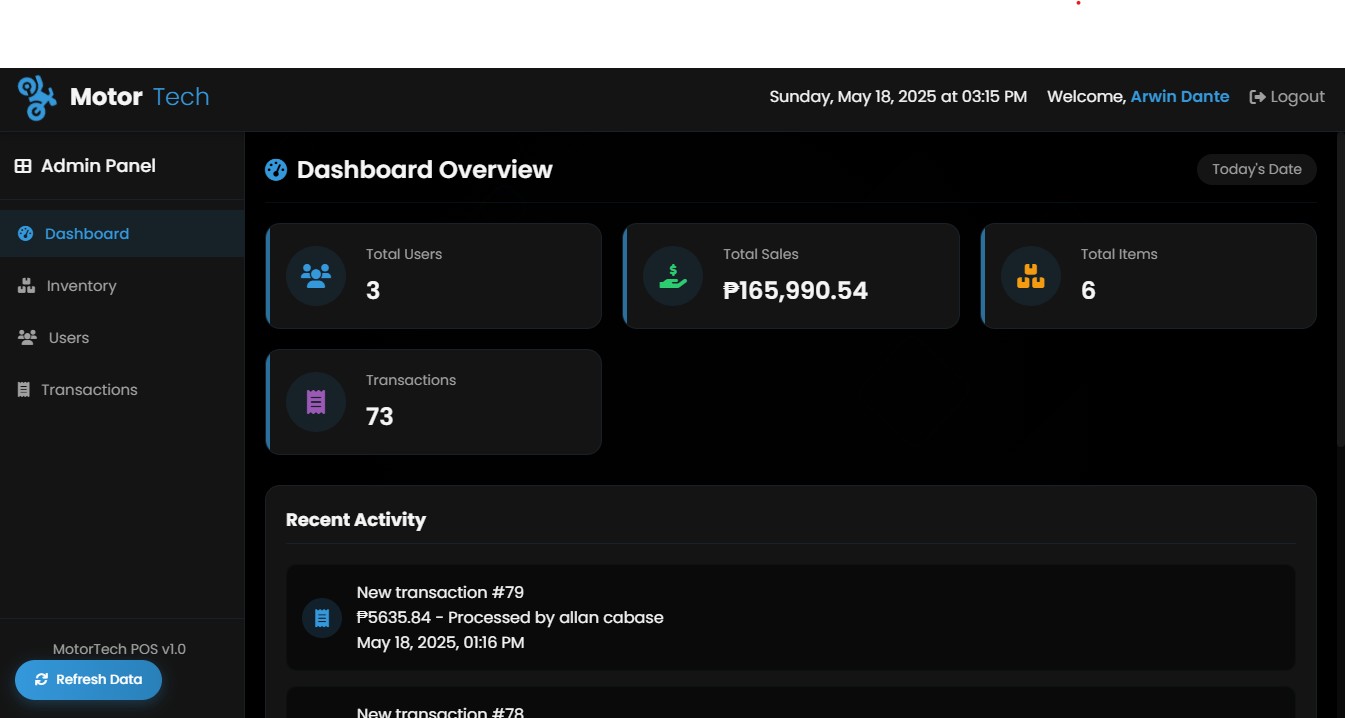 Motor Tech
Sunday, May 18, 2025 at 03:15 PM
Welcome, Arwin Dante
Logout
Admin Panel
Dashboard
Inventory
Users
Transactions
MotorTech POS v1.0
Refresh Data
Dashboard Overview
Today's Date
Total Users
3
Total Sales
₱165,990.54
Total Items
6
Transactions
73
Recent Activity
New transaction #79
₱5635.84 - Processed by allan cabase
May 18, 2025, 01:16 PM
New transaction #78